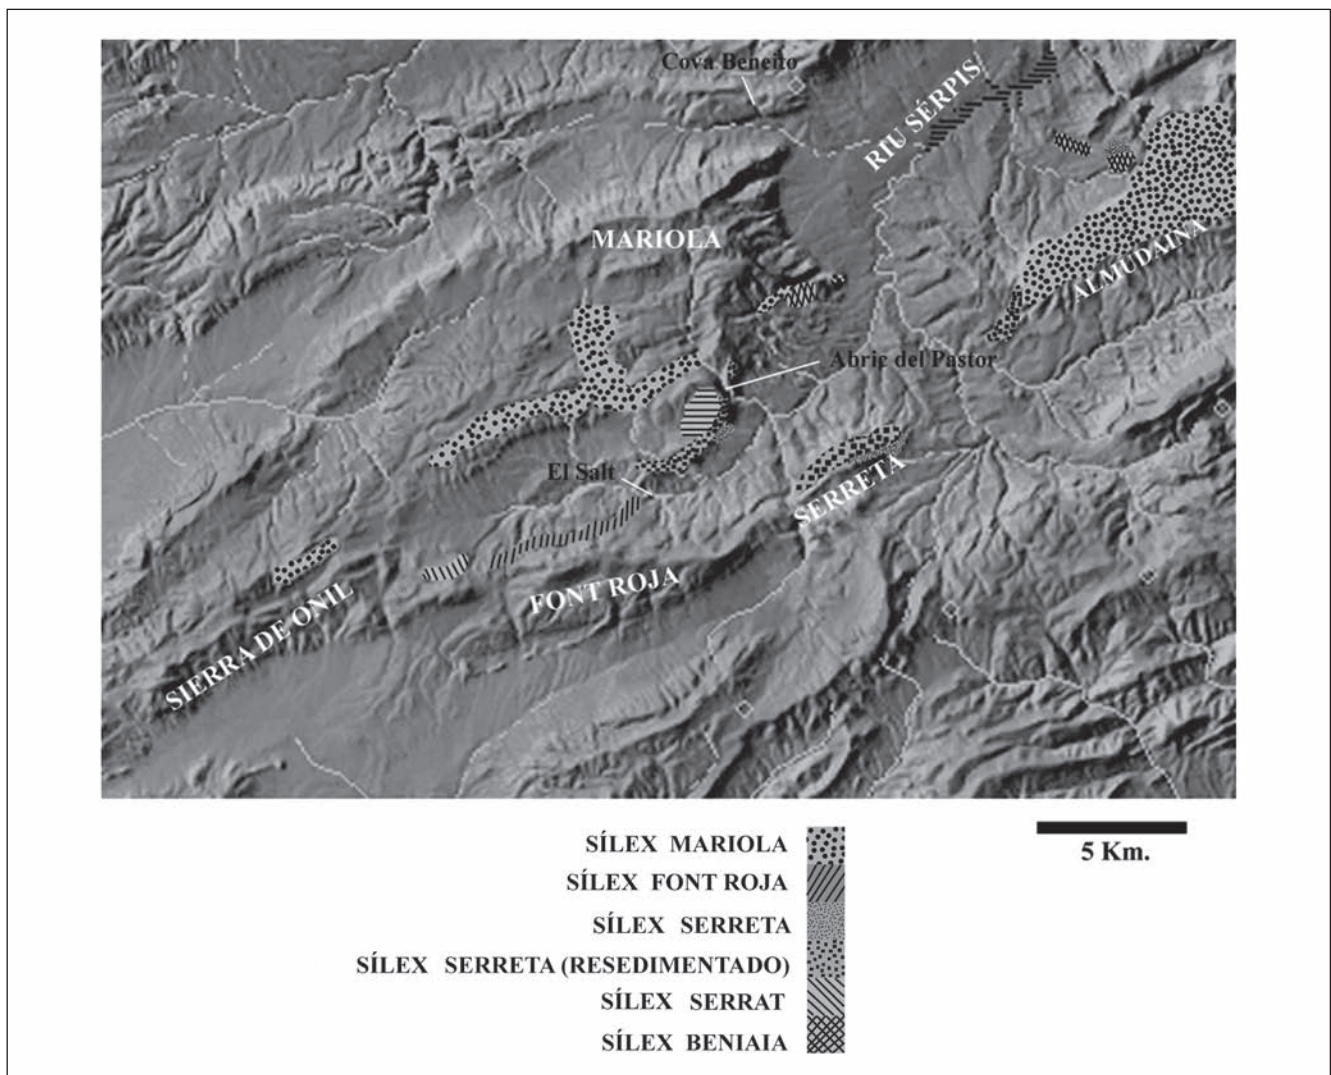 Cova Beneito
RIU SÉRPIS
MARIOLA
ALMUDAINA
Abric del Pastor
El Salt
SERRETA
FONT ROJA
SIERRA DE ONIL
SÍLEX MARIOLA
SÍLEX FONT ROJA
SÍLEX SERRETA
SÍLEX SERRETA (RESEDIMENTADO)
SÍLEX SERRAT
SÍLEX BENIAIA
5 Km.